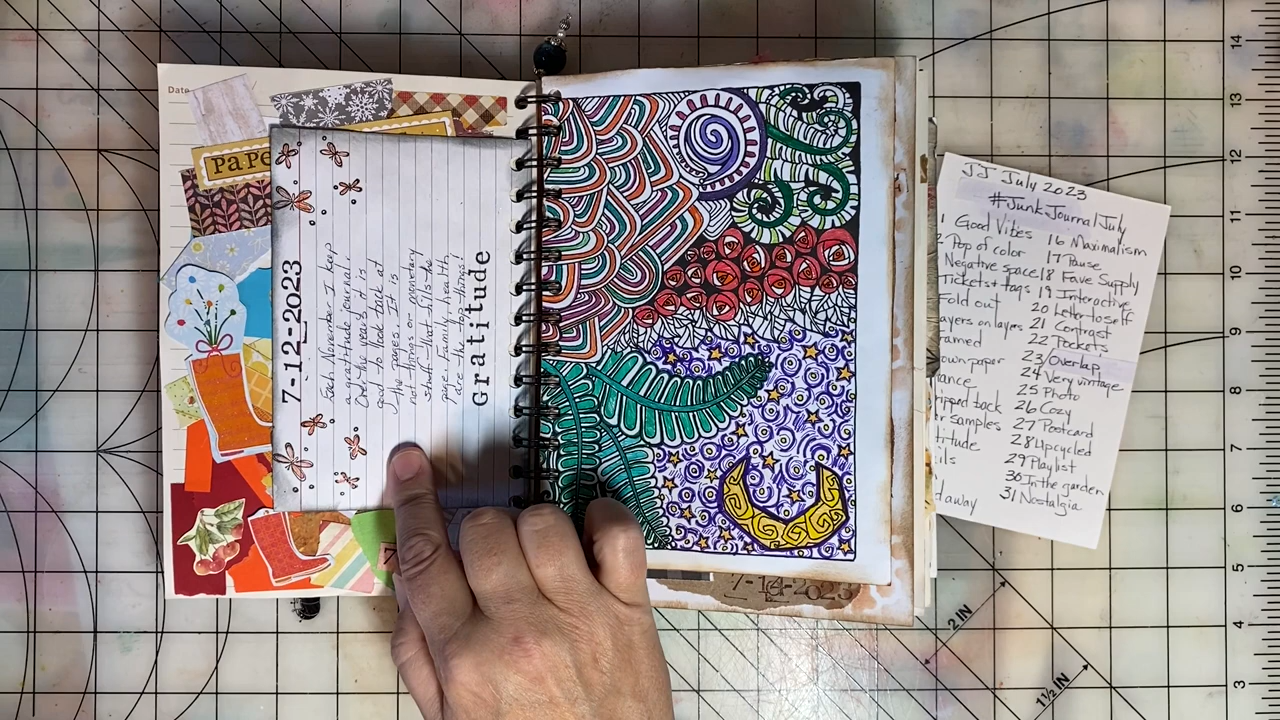 Date
PaPe
7-12-2023
Each November I keep
a gratitude journal.
But the reward it is
good to look back at
the pages. It is
not things or monetary
stuff that fills the
page. Family, health,
are the top things!
Gratitude
7-14-2023
JJ July 2023
#JunkJournalJuly
1 Good Vibes
2 Pop of color
Negative space
Tickets + tags
Fold out
ayers on layers
ramed
own paper
ance
ripped back
r samples
titude
ils
d away
16 Maximalism
17 Pause
18 Fave Supply
19 Interactive
20 Letter to self
21 Contrast
22 Pockets
23 Overlap
24 Very vintage
25 Photo
26 Cozy
27 Postcard
28 Upcycled
29 Playlist
30 In the garden
31 Nostalgia
14
13
12
11
10
9
8
7
6
5
4
3
2 IN
1½ IN